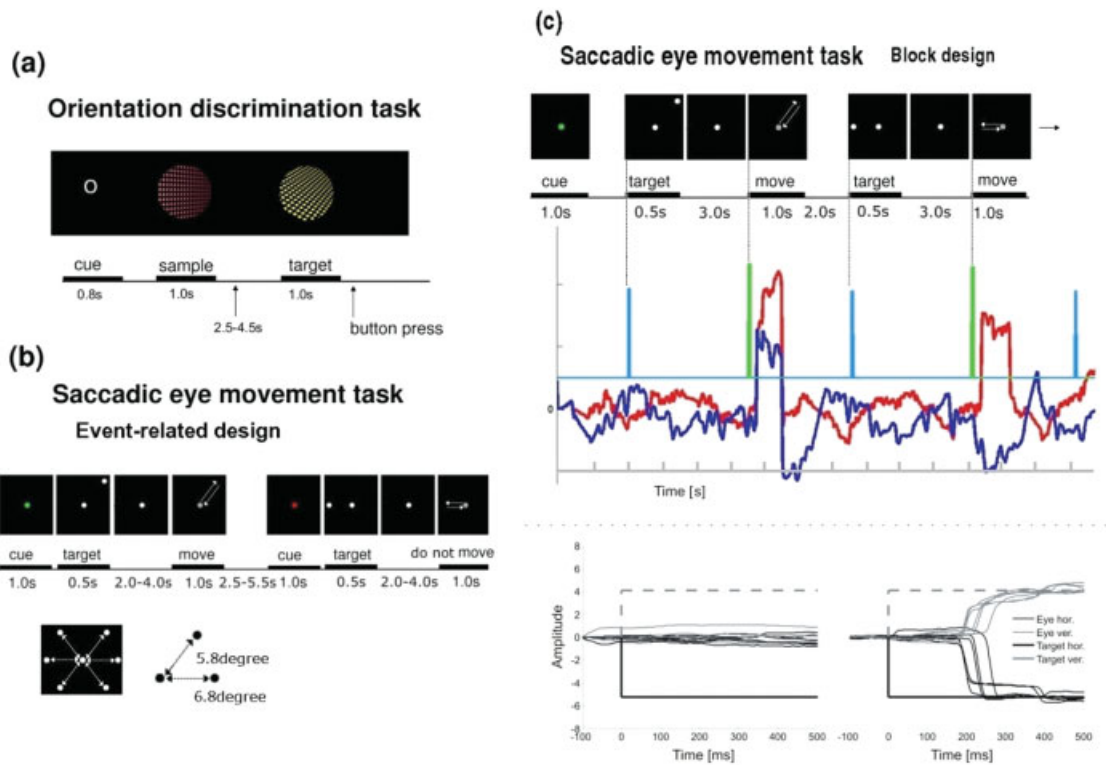 (a)
Orientation discrimination task
O
cue sample target
0.8s 1.0s 1.0s
2.5-4.5s
button press
(b)
Saccadic eye movement task
Event-related design
cue target move cue target do not move
1.0s 0.5s 2.0-4.0s 1.0s 2.5-5.5s 1.0s 0.5s 2.0-4.0s 1.0s
5.8degree
6.8degree
(c)
Saccadic eye movement task Block design
cue target move target move
1.0s 0.5s 3.0s 1.0s 2.0s 0.5s 3.0s 1.0s
0
Time [s]
8
6
4
2
0
-2
-4
-6
-8
Amplitude
-100 0 100 200 300 400 500
Time [ms]
Eye hor.
Eye ver.
Target hor.
Target ver.
-100 0 100 200 300 400 500
Time [ms]